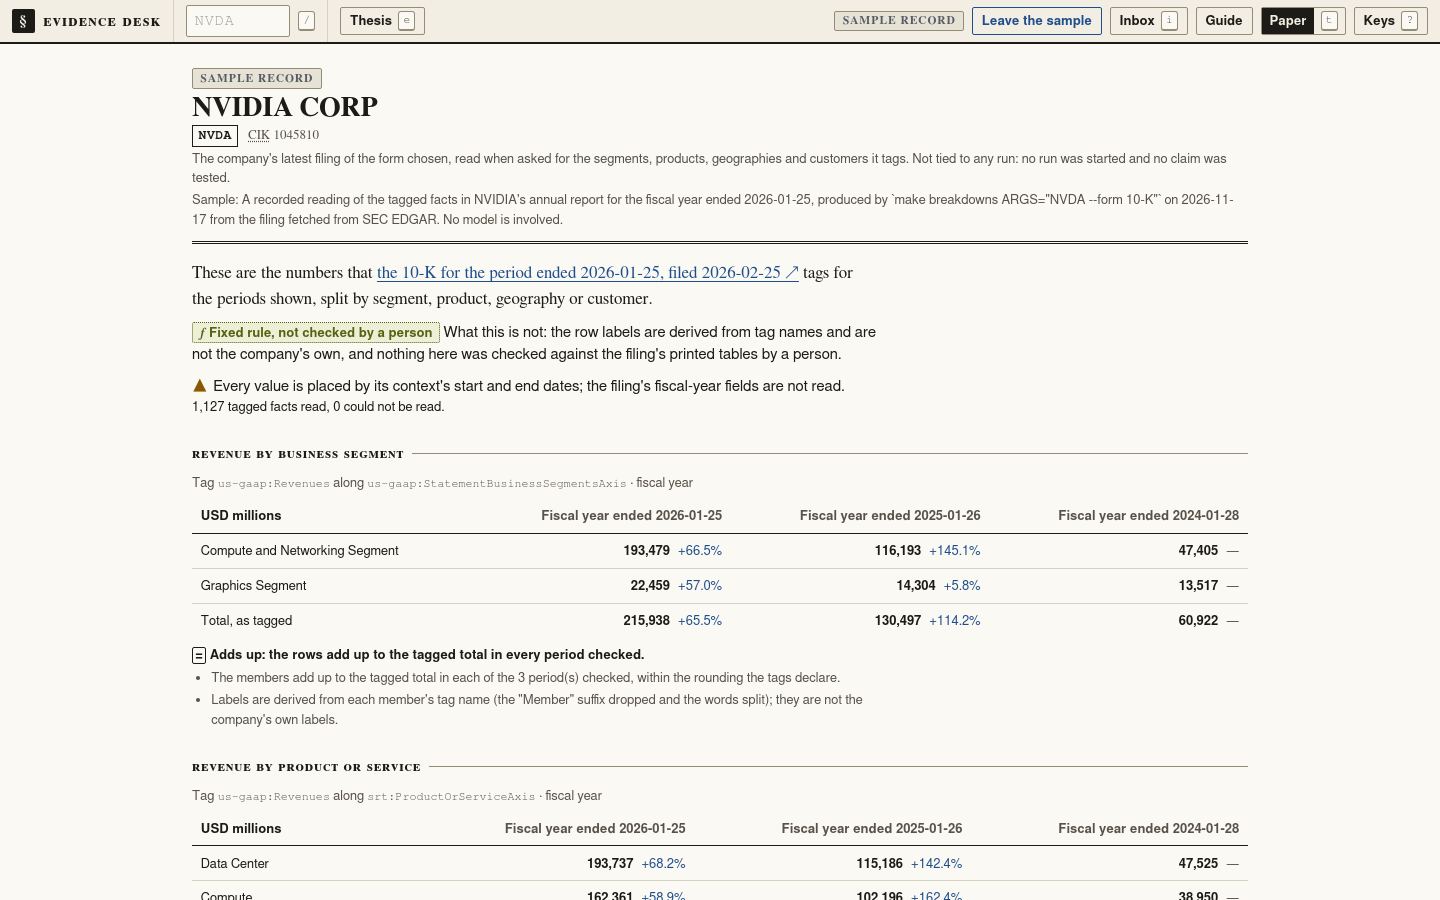 § EVIDENCE DESK NVDA / Thesis e SAMPLE RECORD Leave the sample Inbox i Guide Paper t Keys ?
SAMPLE RECORD
NVIDIA CORP
NVDA CIK 1045810
The company's latest filing of the form chosen, read when asked for the segments, products, geographies and customers it tags. Not tied to any run: no run was started and no claim was
tested.
Sample: A recorded reading of the tagged facts in NVIDIA's annual report for the fiscal year ended 2026-01-25, produced by `make breakdowns ARGS="NVDA --form 10-K"` on 2026-11-
17 from the filing fetched from SEC EDGAR. No model is involved.
These are the numbers that the 10-K for the period ended 2026-01-25, filed 2026-02-25 ↗ tags for
the periods shown, split by segment, product, geography or customer.
ƒ Fixed rule, not checked by a person What this is not: the row labels are derived from tag names and are
not the company's own, and nothing here was checked against the filing's printed tables by a person.
▲ Every value is placed by its context's start and end dates; the filing's fiscal-year fields are not read.
1,127 tagged facts read, 0 could not be read.
REVENUE BY BUSINESS SEGMENT
Tag us-gaap:Revenues along us-gaap:StatementBusinessSegmentsAxis · fiscal year
USD millions Fiscal year ended 2026-01-25 Fiscal year ended 2025-01-26 Fiscal year ended 2024-01-28
Compute and Networking Segment 193,479 +66.5% 116,193 +145.1% 47,405 —
Graphics Segment 22,459 +57.0% 14,304 +5.8% 13,517 —
Total, as tagged 215,938 +65.5% 130,497 +114.2% 60,922 —
= Adds up: the rows add up to the tagged total in every period checked.
• The members add up to the tagged total in each of the 3 period(s) checked, within the rounding the tags declare.
• Labels are derived from each member's tag name (the "Member" suffix dropped and the words split); they are not the
company's own labels.
REVENUE BY PRODUCT OR SERVICE
Tag us-gaap:Revenues along srt:ProductOrServiceAxis · fiscal year
USD millions Fiscal year ended 2026-01-25 Fiscal year ended 2025-01-26 Fiscal year ended 2024-01-28
Data Center 193,737 +68.2% 115,186 +142.4% 47,525 —
Compute 162,361 +58.9% 102,196 +162.4% 38,950 —